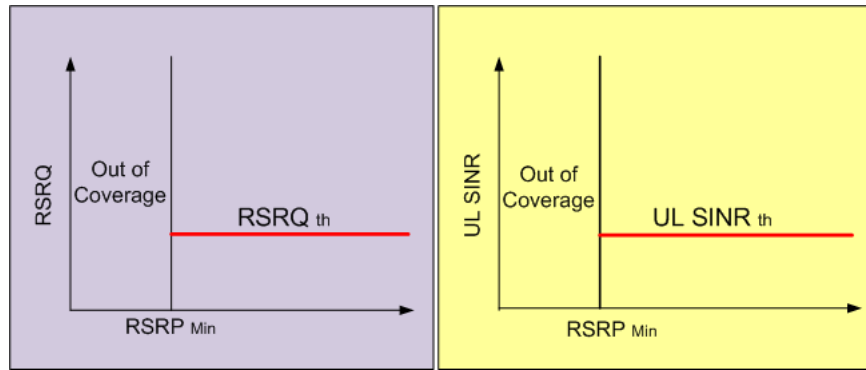 RSRQ
Out of
Coverage
RSRQ th
RSRP Min
UL SINR
Out of
Coverage
UL SINR th
RSRP Min